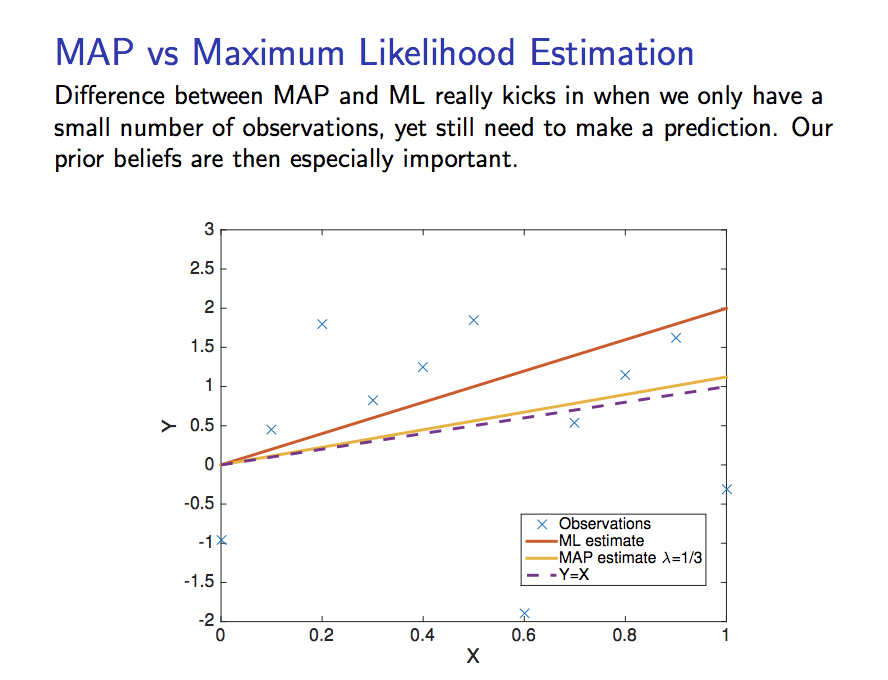 MAP vs Maximum Likelihood Estimation
Difference between MAP and ML really kicks in when we only have a
small number of observations, yet still need to make a prediction. Our
prior beliefs are then especially important.
3
2.5
2
1.5
1
0.5
0
-0.5
-1
-1.5
-2
Y
Observations
ML estimate
MAP estimate λ=1/3
Y=X
0 0.2 0.4 0.6 0.8 1
X